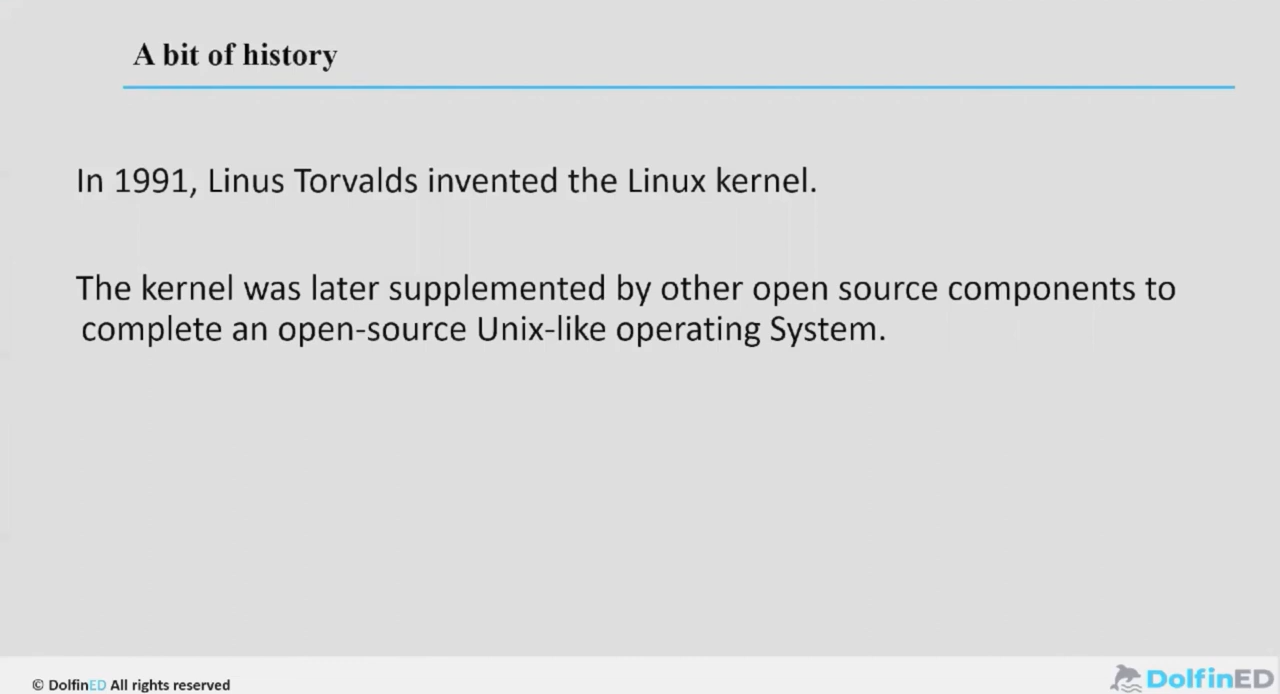 A bit of history
In 1991, Linus Torvalds invented the Linux kernel.
The kernel was later supplemented by other open source components to
complete an open-source Unix-like operating System.
© DolfinED All rights reserved
DolfinED